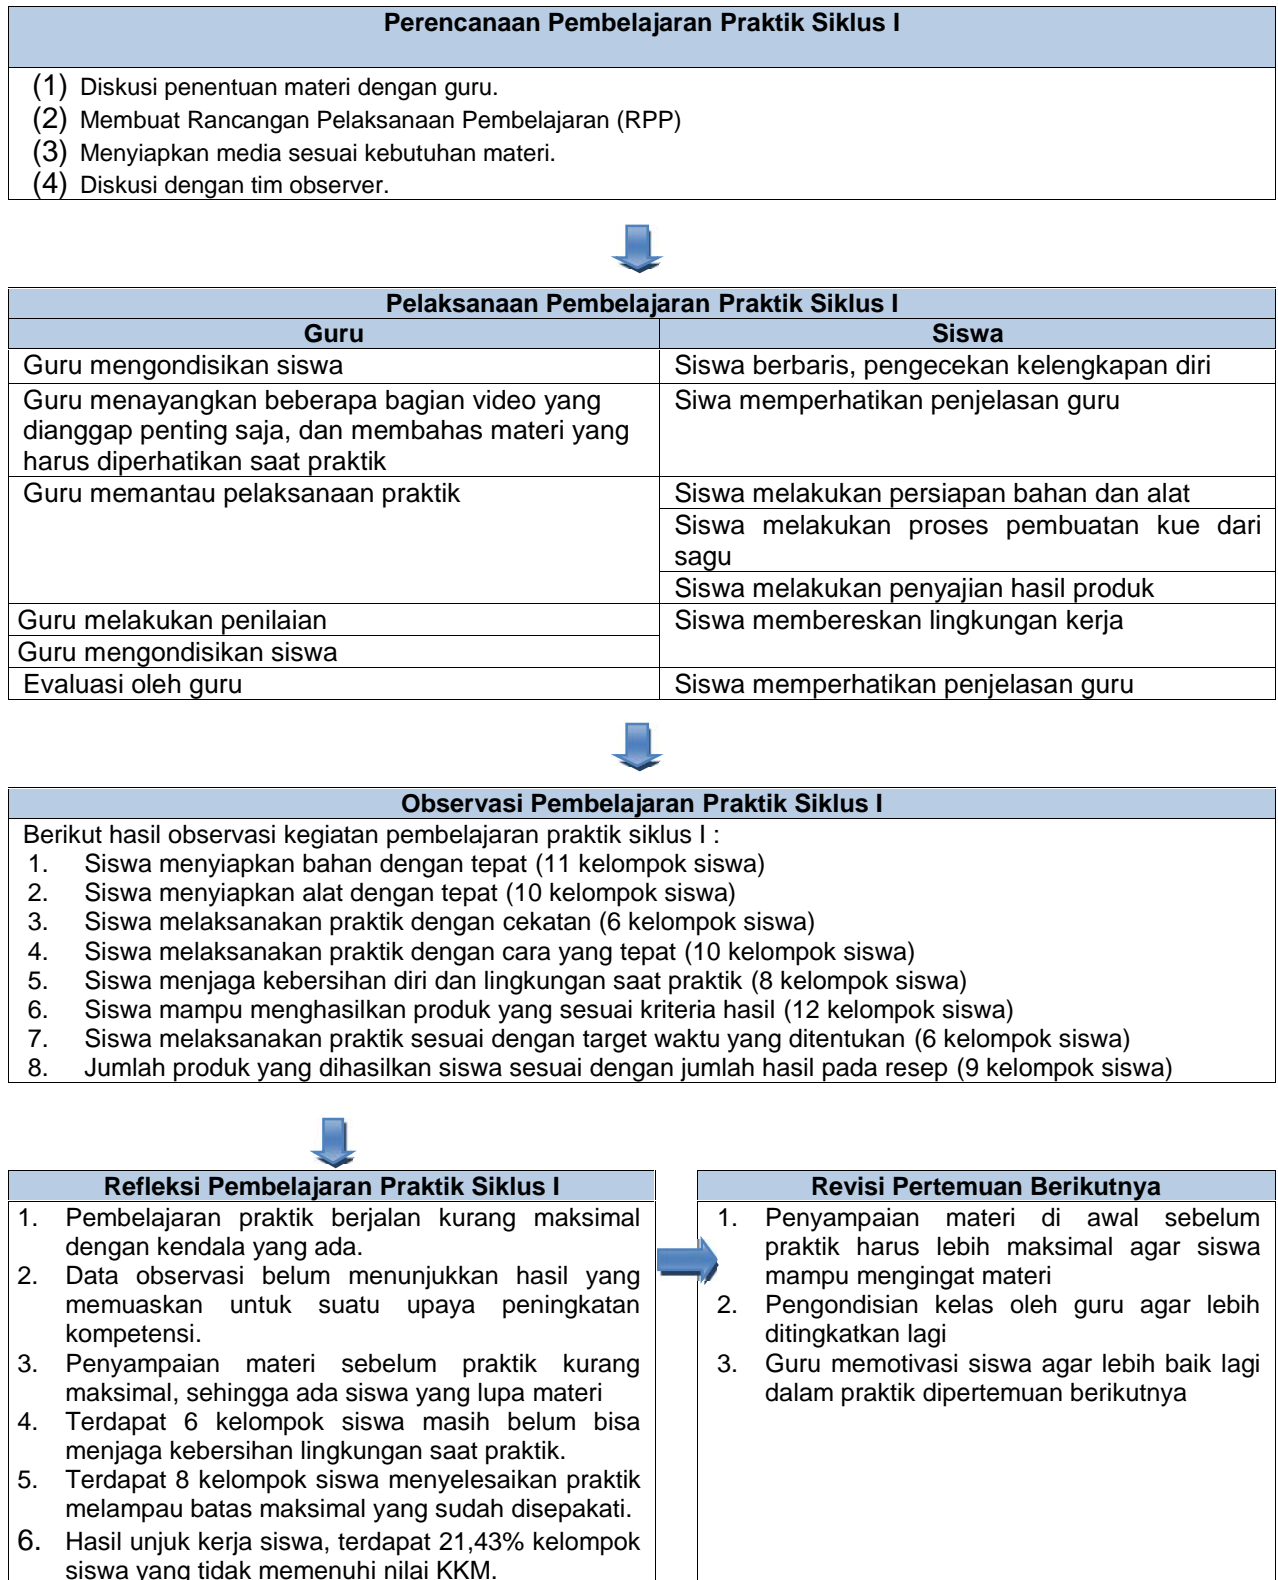 Perencanaan Pembelajaran Praktik Siklus I
(1) Diskusi penentuan materi dengan guru.
(2) Membuat Rancangan Pelaksanaan Pembelajaran (RPP)
(3) Menyiapkan media sesuai kebutuhan materi.
(4) Diskusi dengan tim observer.
Pelaksanaan Pembelajaran Praktik Siklus I
Guru
Siswa
Guru mengondisikan siswa
Siswa berbaris, pengecekan kelengkapan diri
Guru menayangkan beberapa bagian video yang
dianggap penting saja, dan membahas materi yang
harus diperhatikan saat praktik
Siwa memperhatikan penjelasan guru
Guru memantau pelaksanaan praktik
Siswa melakukan persiapan bahan dan alat
Siswa melakukan proses pembuatan kue dari
sagu
Siswa melakukan penyajian hasil produk
Guru melakukan penilaian
Siswa membereskan lingkungan kerja
Guru mengondisikan siswa
Evaluasi oleh guru
Siswa memperhatikan penjelasan guru
Observasi Pembelajaran Praktik Siklus I
Berikut hasil observasi kegiatan pembelajaran praktik siklus I :
1. Siswa menyiapkan bahan dengan tepat (11 kelompok siswa)
2. Siswa menyiapkan alat dengan tepat (10 kelompok siswa)
3. Siswa melaksanakan praktik dengan cekatan (6 kelompok siswa)
4. Siswa melaksanakan praktik dengan cara yang tepat (10 kelompok siswa)
5. Siswa menjaga kebersihan diri dan lingkungan saat praktik (8 kelompok siswa)
6. Siswa mampu menghasilkan produk yang sesuai kriteria hasil (12 kelompok siswa)
7. Siswa melaksanakan praktik sesuai dengan target waktu yang ditentukan (6 kelompok siswa)
8. Jumlah produk yang dihasilkan siswa sesuai dengan jumlah hasil pada resep (9 kelompok siswa)
Refleksi Pembelajaran Praktik Siklus I
1. Pembelajaran praktik berjalan kurang maksimal
dengan kendala yang ada.
2. Data observasi belum menunjukkan hasil yang
memuaskan untuk suatu upaya peningkatan
kompetensi.
3. Penyampaian materi sebelum praktik kurang
maksimal, sehingga ada siswa yang lupa materi
4. Terdapat 6 kelompok siswa masih belum bisa
menjaga kebersihan lingkungan saat praktik.
5. Terdapat 8 kelompok siswa menyelesaikan praktik
melampau batas maksimal yang sudah disepakati.
6. Hasil unjuk kerja siswa, terdapat 21,43% kelompok
siswa yang tidak memenuhi nilai KKM.
Revisi Pertemuan Berikutnya
1. Penyampaian materi di awal sebelum
praktik harus lebih maksimal agar siswa
mampu mengingat materi
2. Pengondisian kelas oleh guru agar lebih
ditingkatkan lagi
3. Guru memotivasi siswa agar lebih baik lagi
dalam praktik dipertemuan berikutnya